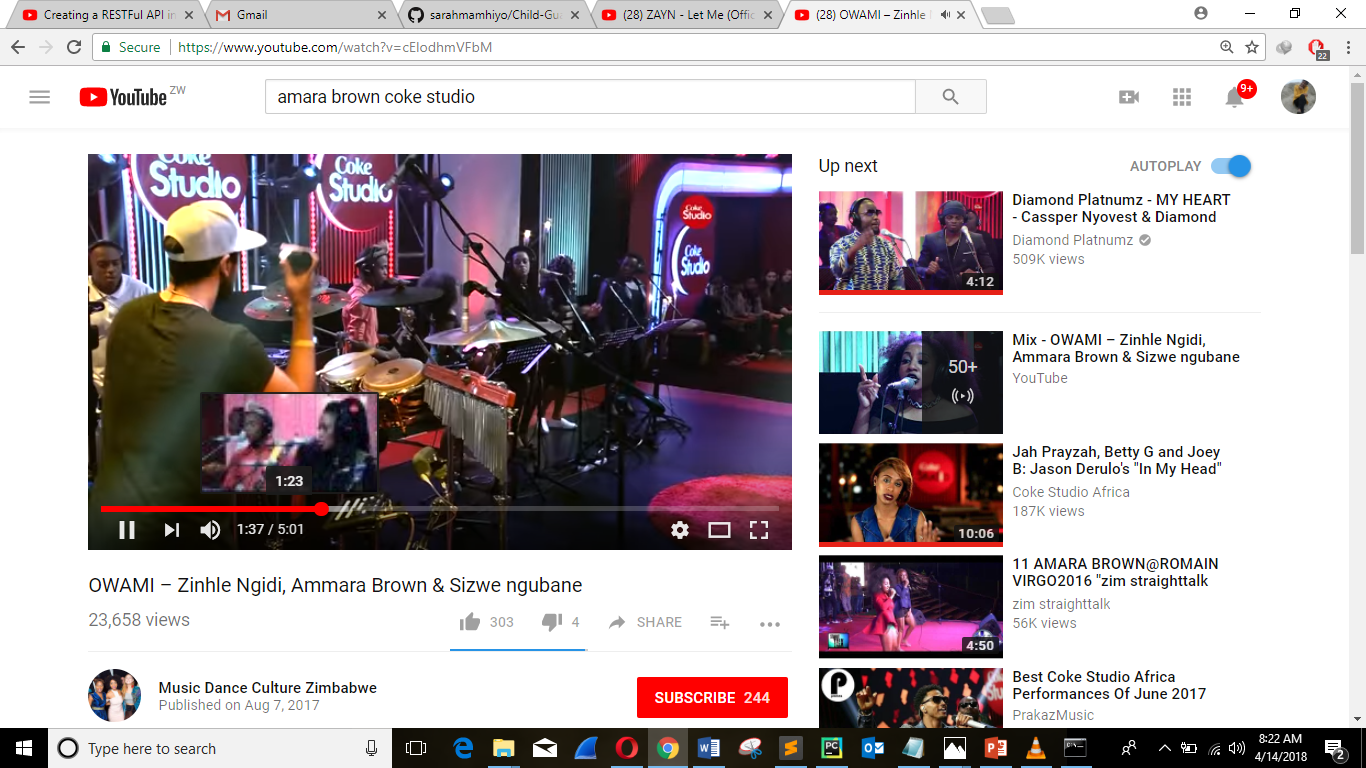 Creating a RESTFul API in
Gmail
sarahmamhiyo/Child-Gu
(28) ZAYN - Let Me (Offic
(28) OWAMI – Zinhle
Secure
https://www.youtube.com/watch?v=cEIodhmVFbM
22
YouTube ZW
amara brown coke studio
9+
Coke
Studio
Coke
Studio
Coke
Studio
Coke
Studio
1:23
1:37 / 5:01
OWAMI – Zinhle Ngidi, Ammara Brown & Sizwe ngubane
23,658 views
303
4
SHARE
Music Dance Culture Zimbabwe
Published on Aug 7, 2017
SUBSCRIBE 244
Up next
AUTOPLAY
Diamond Platnumz - MY HEART
- Cassper Nyovest & Diamond
Diamond Platnumz
509K views
4:12
Mix - OWAMI – Zinhle Ngidi,
Ammara Brown & Sizwe ngubane
YouTube
50+
Jah Prayzah, Betty G and Joey
B: Jason Derulo's "In My Head"
Coke Studio Africa
187K views
10:06
11 AMARA BROWN@ROMAIN
VIRGO2016 "zim straighttalk
zim straighttalk
56K views
4:50
Best Coke Studio Africa
Performances Of June 2017
PrakazMusic
Type here to search
8:22 AM
4/14/2018
2